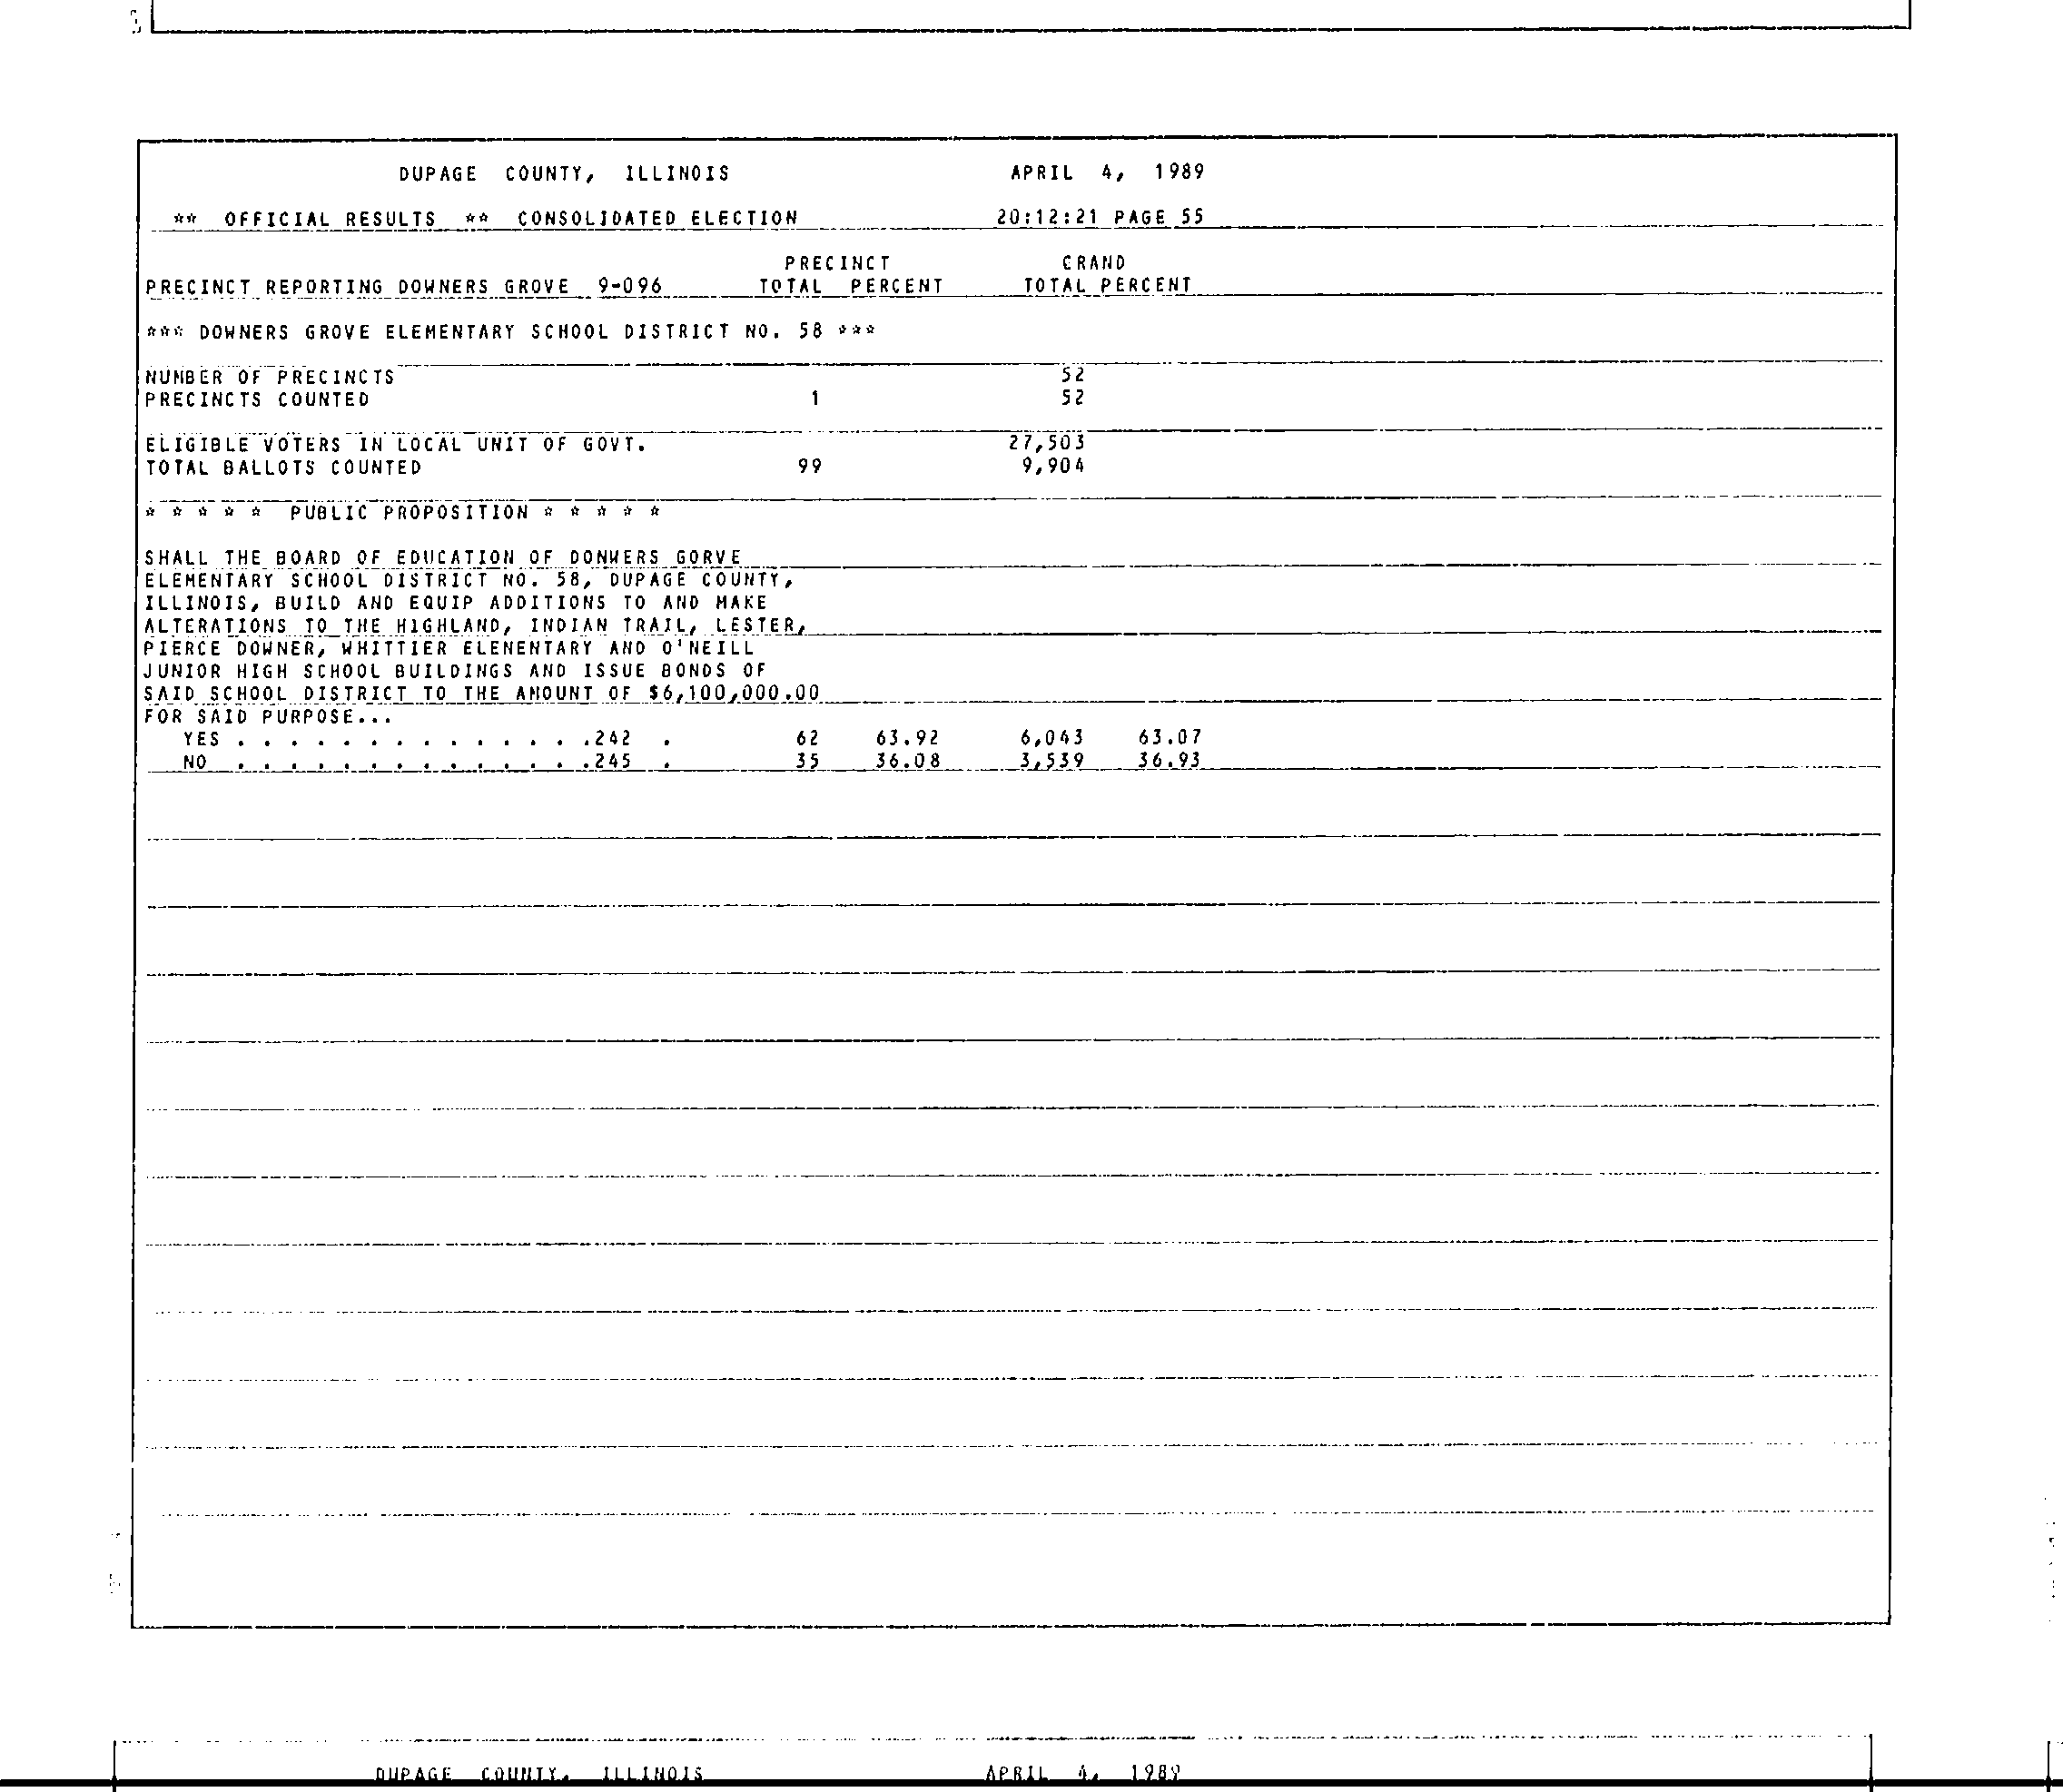 DUPAGE COUNTY, ILLINOIS APRIL 4, 1989
** OFFICIAL RESULTS ** CONSOLIDATED ELECTION 20:12:21 PAGE 55
PRECINCT GRAND
PRECINCT REPORTING DOWNERS GROVE 9-096 TOTAL PERCENT TOTAL PERCENT
*** DOWNERS GROVE ELEMENTARY SCHOOL DISTRICT NO. 58 ***
NUMBER OF PRECINCTS 52
PRECINCTS COUNTED 1 52
ELIGIBLE VOTERS IN LOCAL UNIT OF GOVT. 27,503
TOTAL BALLOTS COUNTED 99 9,904
* * * * * PUBLIC PROPOSITION * * * * *
SHALL THE BOARD OF EDUCATION OF DONWERS GORVE
ELEMENTARY SCHOOL DISTRICT NO. 58, DUPAGE COUNTY,
ILLINOIS, BUILD AND EQUIP ADDITIONS TO AND MAKE
ALTERATIONS TO THE HIGHLAND, INDIAN TRAIL, LESTER,
PIERCE DOWNER, WHITTIER ELEMENTARY AND O'NEILL
JUNIOR HIGH SCHOOL BUILDINGS AND ISSUE BONDS OF
SAID SCHOOL DISTRICT TO THE AMOUNT OF $6,100,000.00
FOR SAID PURPOSE...
YES . . . . . . . . . . . . . .242 . 62 63.92 6,043 63.07
NO . . . . . . . . . . . . . .245 . 35 36.08 3,539 36.93
DUPAGE COUNTY, ILLINOIS APRIL 4, 1989